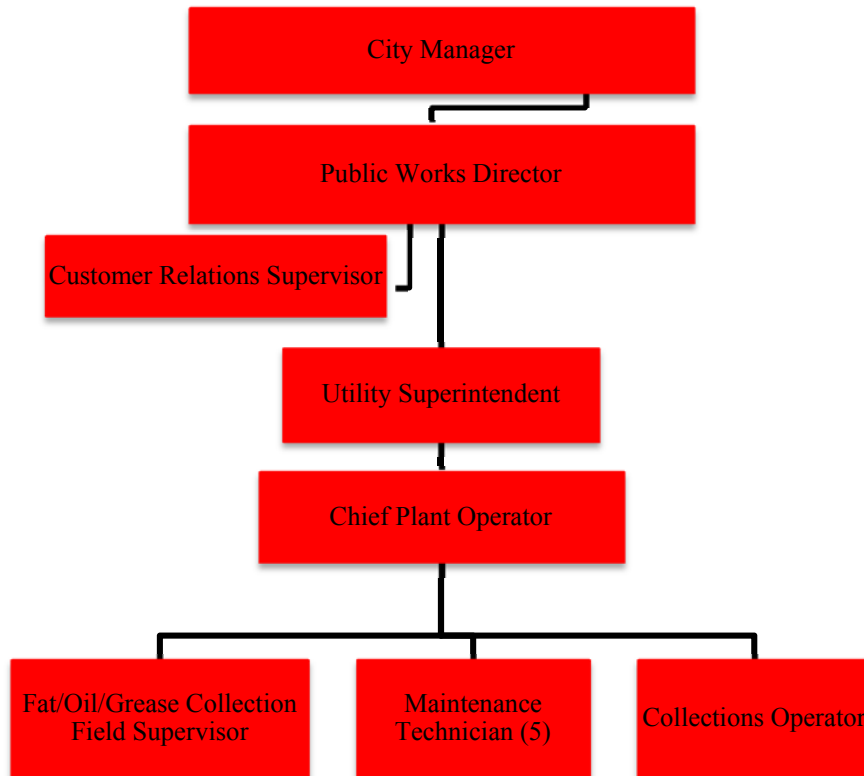 City Manager
Public Works Director
Customer Relations Supervisor
Utility Superintendent
Chief Plant Operator
Fat/Oil/Grease Collection
Field Supervisor
Maintenance
Technician (5)
Collections Operator